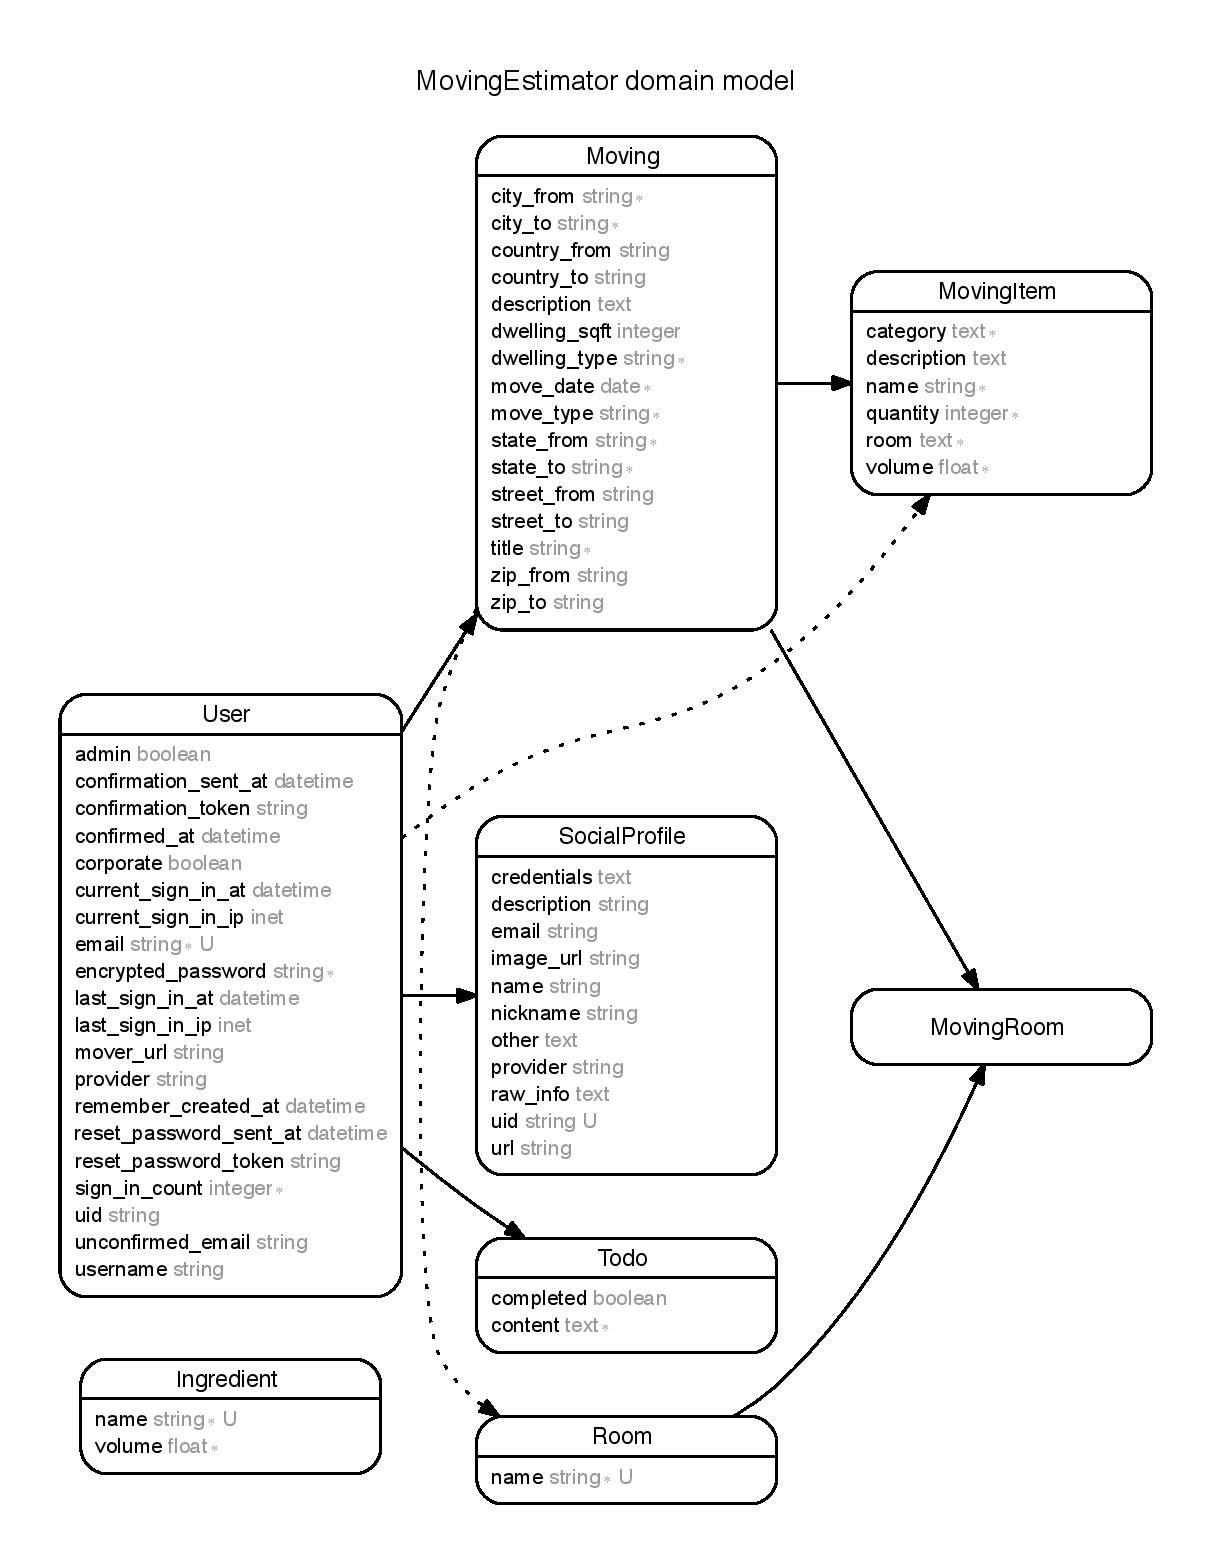 MovingEstimator domain model
Moving
city_from string*
city_to string*
country_from string
country_to string
description text
dwelling_sqft integer
dwelling_type string*
move_date date*
move_type string*
state_from string*
state_to string*
street_from string
street_to string
title string*
zip_from string
zip_to string
MovingItem
category text*
description text
name string*
quantity integer*
room text*
volume float*
User
admin boolean
confirmation_sent_at datetime
confirmation_token string
confirmed_at datetime
corporate boolean
current_sign_in_at datetime
current_sign_in_ip inet
email string* U
encrypted_password string*
last_sign_in_at datetime
last_sign_in_ip inet
mover_url string
provider string
remember_created_at datetime
reset_password_sent_at datetime
reset_password_token string
sign_in_count integer*
uid string
unconfirmed_email string
username string
SocialProfile
credentials text
description string
email string
image_url string
name string
nickname string
other text
provider string
raw_info text
uid string U
url string
MovingRoom
Todo
completed boolean
content text*
Ingredient
name string* U
volume float*
Room
name string* U